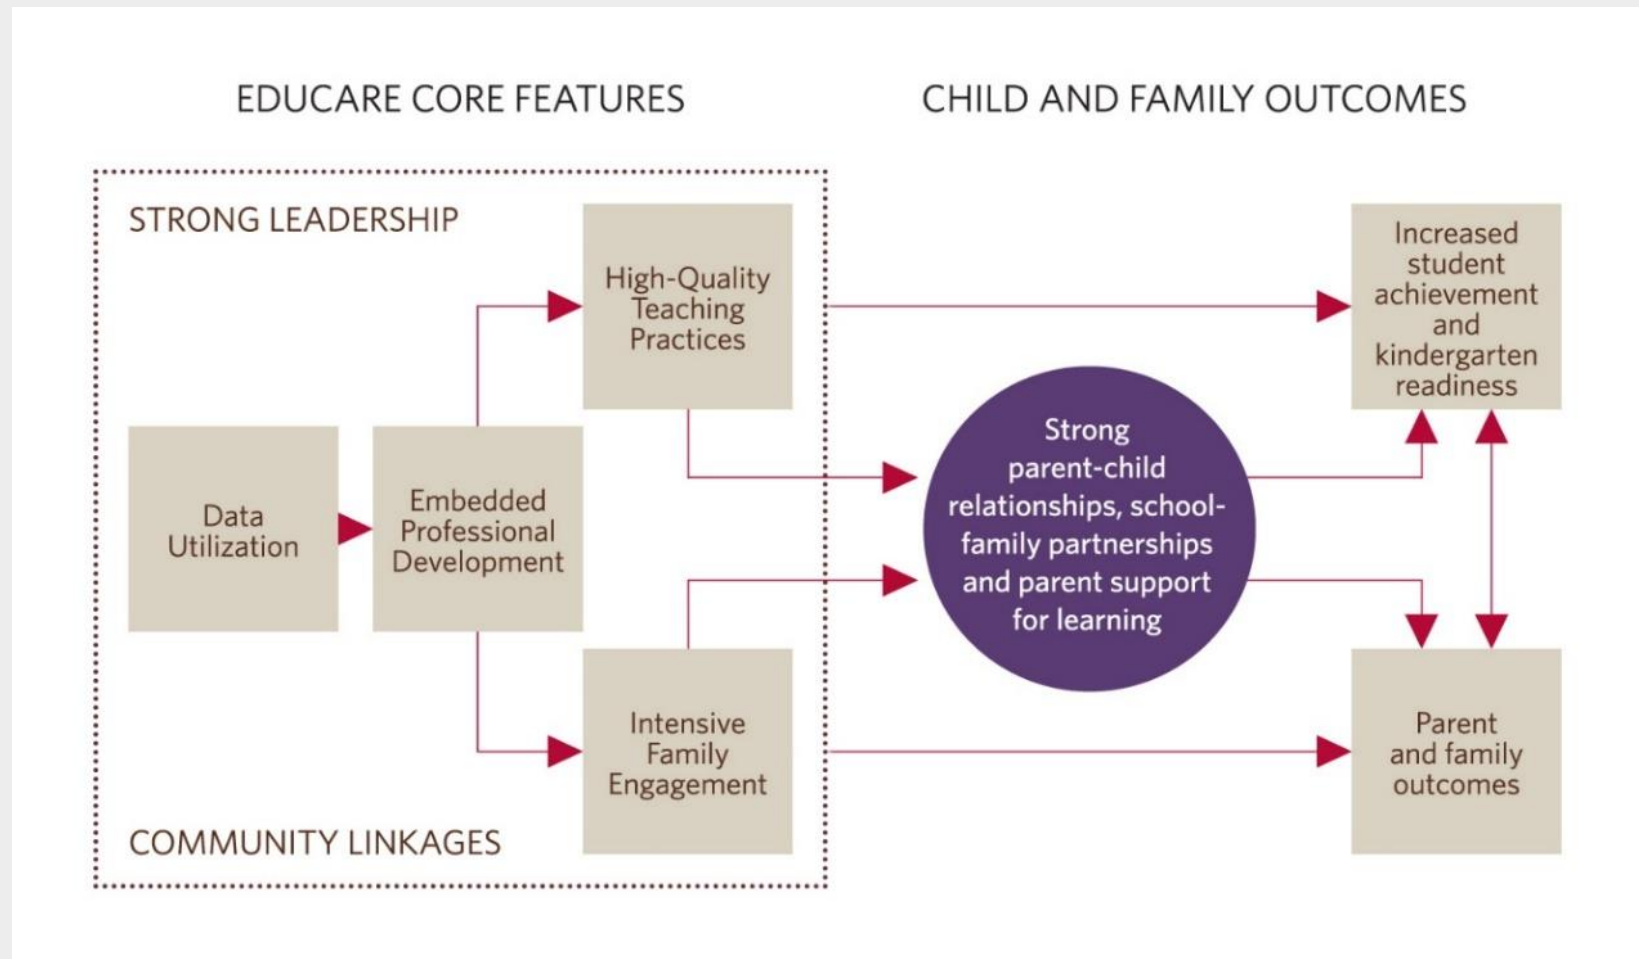 EDUCARE CORE FEATURES
CHILD AND FAMILY OUTCOMES
STRONG LEADERSHIP
High-Quality
Teaching
Practices
Data
Utilization
Embedded
Professional
Development
Intensive
Family
Engagement
COMMUNITY LINKAGES
Strong
parent-child
relationships, school-
family partnerships
and parent support
for learning
Increased
student
achievement
and
kindergarten
readiness
Parent
and family
outcomes